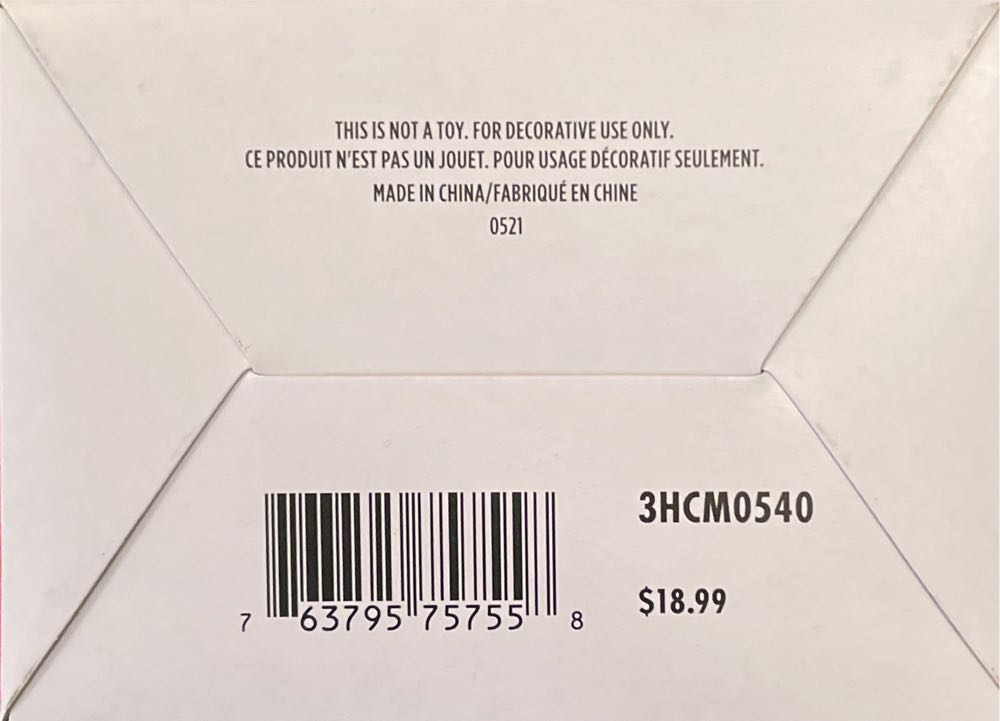 THIS IS NOT A TOY. FOR DECORATIVE USE ONLY.
CE PRODUIT N'EST PAS UN JOUET. POUR USAGE DÉCORATIF SEULEMENT.
MADE IN CHINA/FABRIQUÉ EN CHINE
0521
3HCM0540
$18.99
7 63795 75755 8